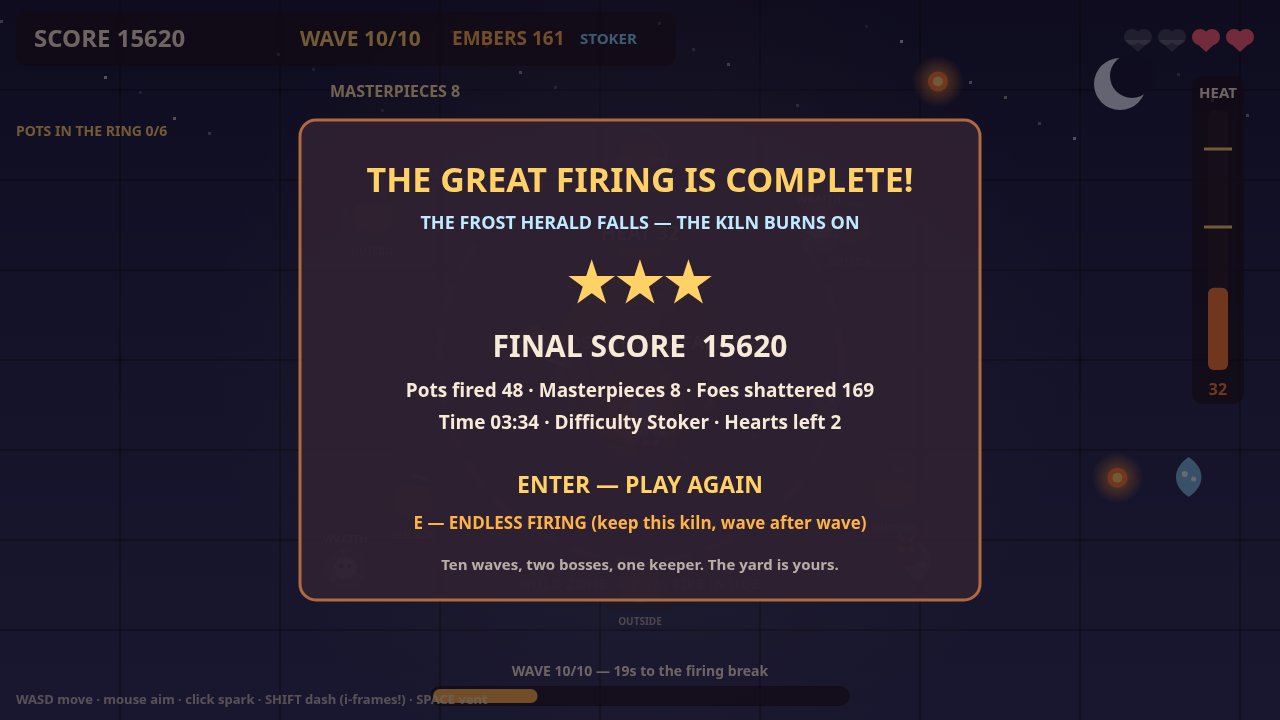 SCORE 15620
WAVE 10/10
EMBERS 161
STOKER
MASTERPIECES 8
HEAT
POTS IN THE RING 0/6
THE GREAT FIRING IS COMPLETE!
THE FROST HERALD FALLS — THE KILN BURNS ON
FINAL SCORE 15620
Pots fired 48 · Masterpieces 8 · Foes shattered 169
Time 03:34 · Difficulty Stoker · Hearts left 2
32
ENTER — PLAY AGAIN
E — ENDLESS FIRING (keep this kiln, wave after wave)
Ten waves, two bosses, one keeper. The yard is yours.
OUTSIDE
WAVE 10/10 — 19s to the firing break
WASD move · mouse aim · click spark · SHIFT dash (i-frames!) · SPACE vent